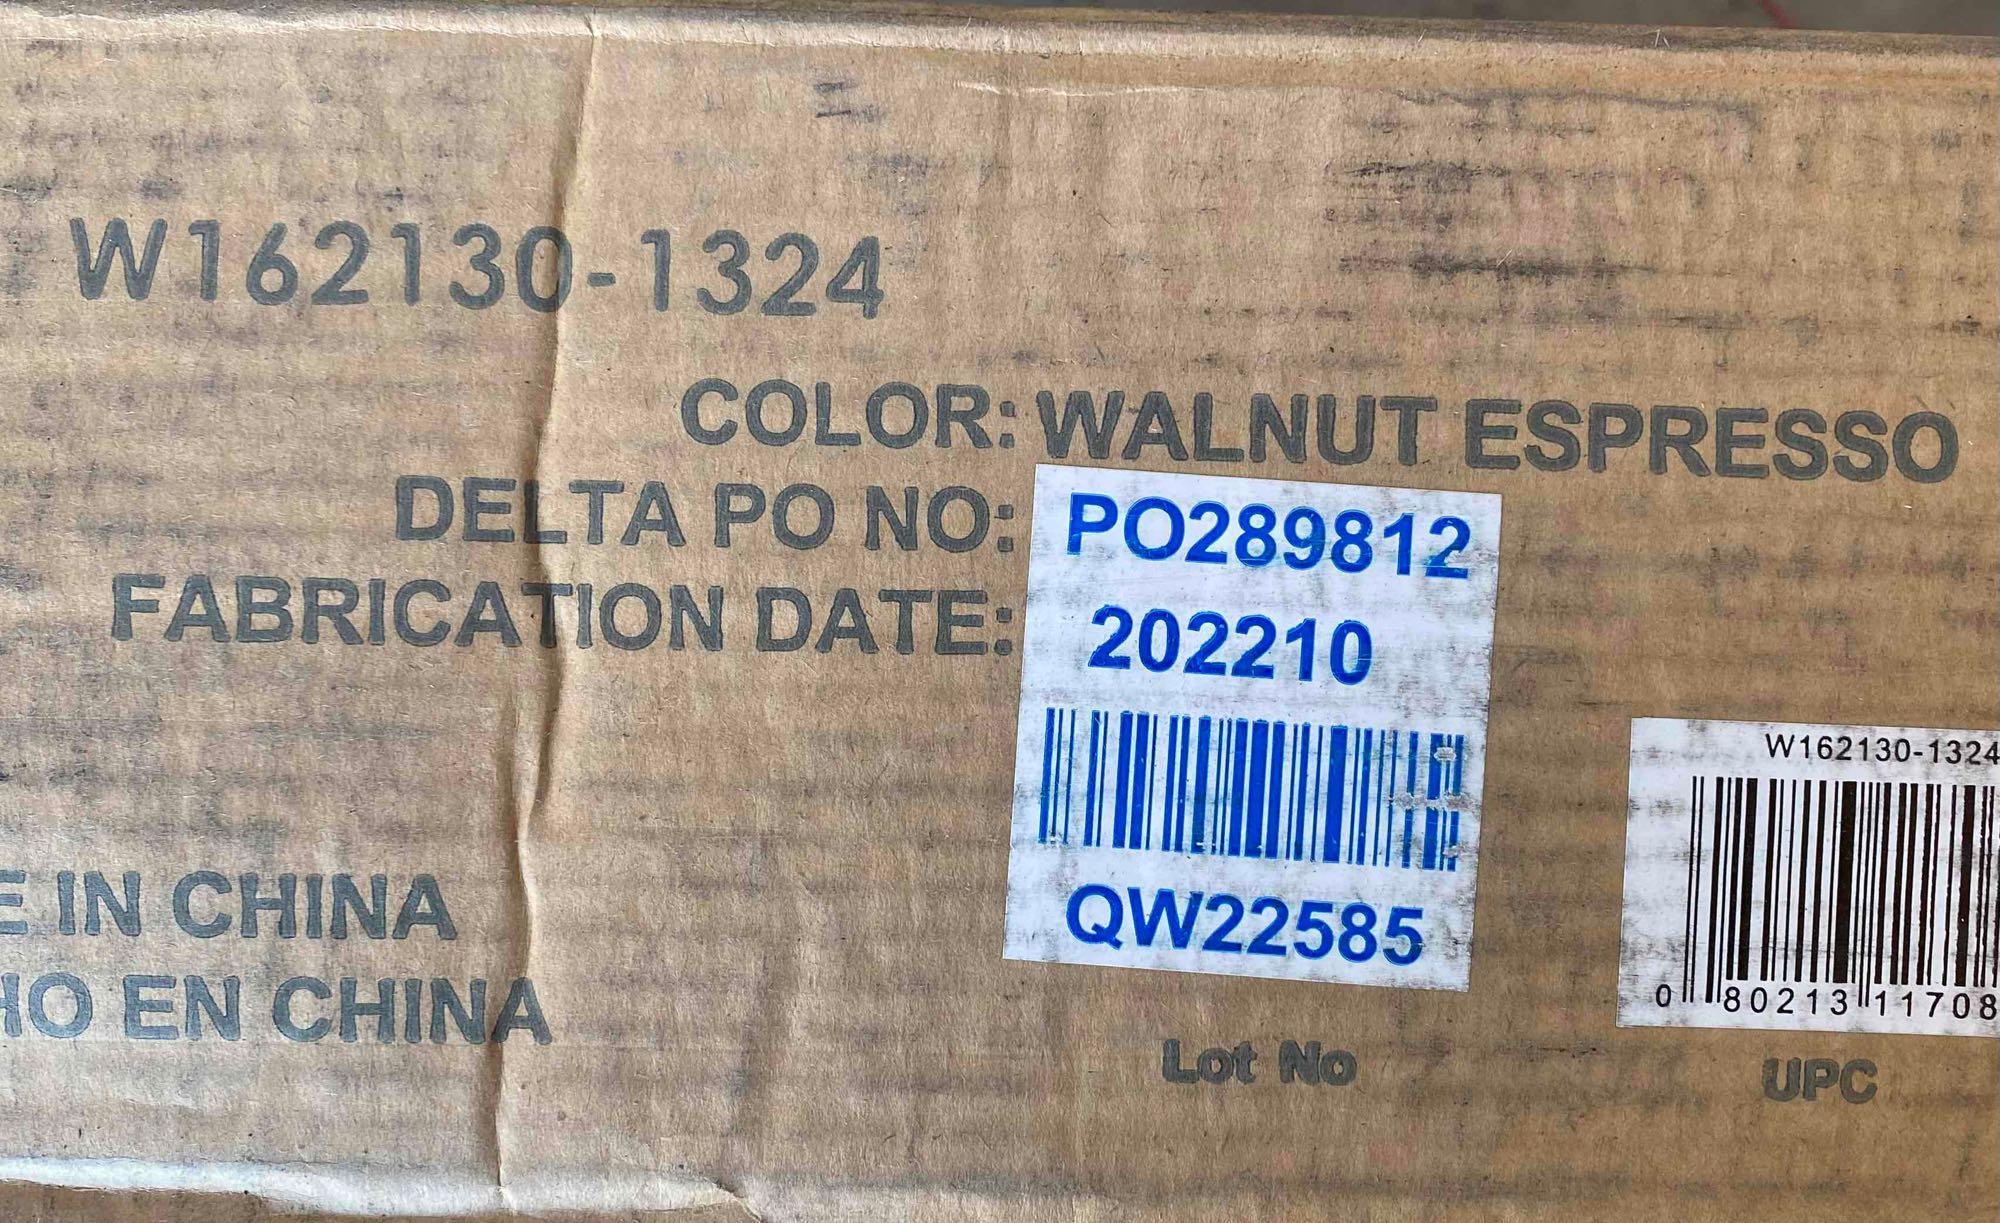 W162130-1324
COLOR: WALNUT ESPRESSO
DELTA PO NO: PO289812
FABRICATION DATE: 202210
QW22585
Lot No
W162130-1324
0 80213 11708
UPC
E IN CHINA
HO EN CHINA